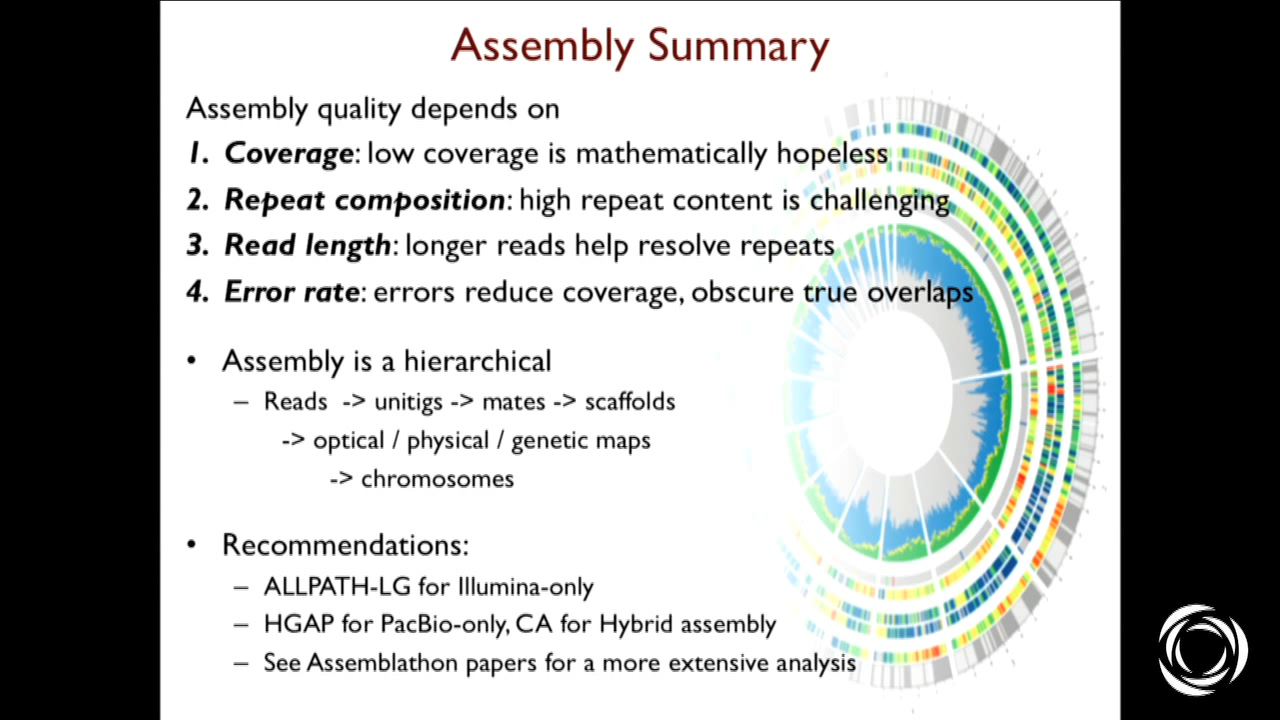 Assembly Summary
Assembly quality depends on
1. Coverage: low coverage is mathematically hopeless
2. Repeat composition: high repeat content is challenging
3. Read length: longer reads help resolve repeats
4. Error rate: errors reduce coverage, obscure true overlaps
• Assembly is a hierarchical
– Reads -> unitigs -> mates -> scaffolds
-> optical / physical / genetic maps
-> chromosomes
• Recommendations:
– ALLPATH-LG for Illumina-only
– HGAP for PacBio-only, CA for Hybrid assembly
– See Assemblathon papers for a more extensive analysis